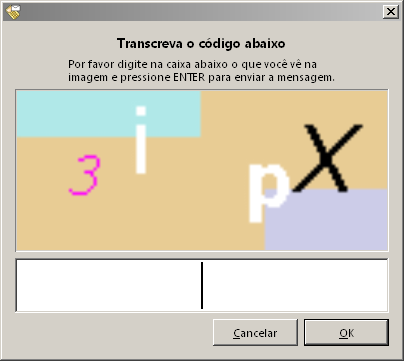 Transcreva o código abaixo
Por favor digite na caixa abaixo o que você vê na
imagem e pressione ENTER para enviar a mensagem.
3 i p X
Cancelar
OK